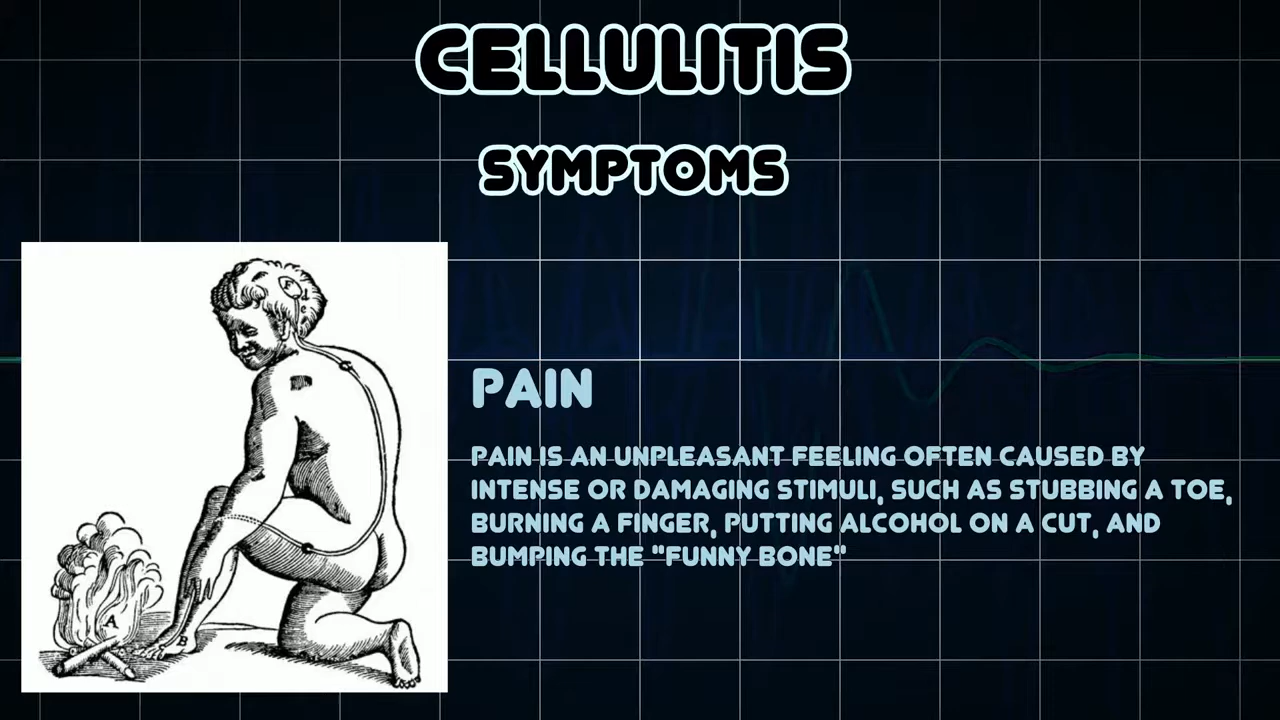 CELLULITIS
SYMPTOMS
PAIN
PAIN IS AN UNPLEASANT FEELING OFTEN CAUSED BY
INTENSE OR DAMAGING STIMULI, SUCH AS STUBBING A TOE,
BURNING A FINGER, PUTTING ALCOHOL ON A CUT, AND
BUMPING THE "FUNNY BONE"
F
A
B